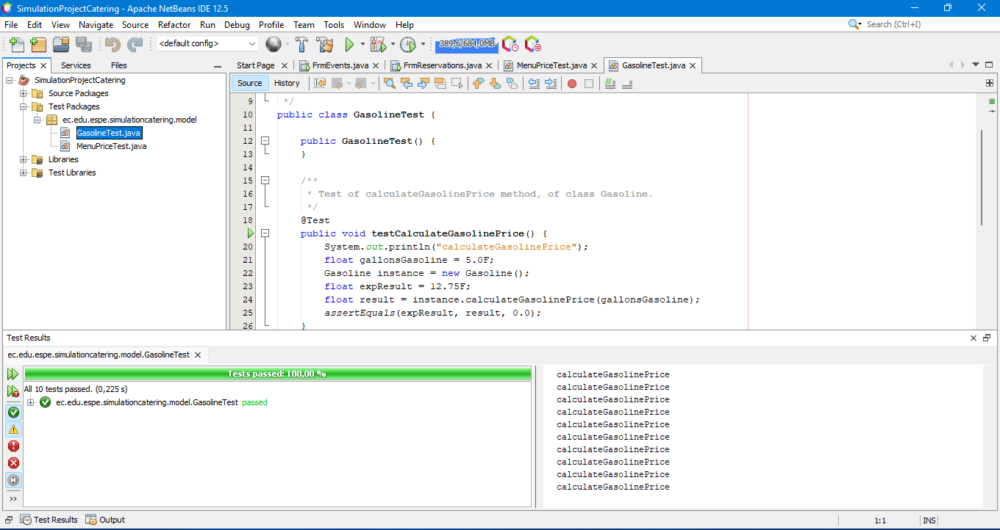 SimulationProjectCatering - Apache NetBeans IDE 12.5
File Edit View Navigate Source Refactor Run Debug Profile Team Tools Window Help
Search (Ctrl+I)
<default config>
389,6/684,0MB
Projects Services Files
Start Page FrmEvents.java FrmReservations.java MenuPriceTest.java GasolineTest.java
SimulationProjectCatering
Source Packages
Test Packages
ec.edu.espe.simulationcatering.model
GasolineTest.java
MenuPriceTest.java
Libraries
Test Libraries
Source History
9 */
10 public class GasolineTest {
11
12 public GasolineTest() {
13 }
14
15 /**
16 * Test of calculateGasolinePrice method, of class Gasoline.
17 */
18 @Test
public void testCalculateGasolinePrice() {
20 System.out.println("calculateGasolinePrice");
21 float gallonsGasoline = 5.0F;
22 Gasoline instance = new Gasoline();
23 float expResult = 12.75F;
24 float result = instance.calculateGasolinePrice(gallonsGasoline);
25 assertEquals(expResult, result, 0.0);
26 }
Test Results
ec.edu.espe.simulationcatering.model.GasolineTest
Tests passed: 100,00 %
All 10 tests passed. (0,225 s)
ec.edu.espe.simulationcatering.model.GasolineTest passed
calculateGasolinePrice
calculateGasolinePrice
calculateGasolinePrice
calculateGasolinePrice
calculateGasolinePrice
calculateGasolinePrice
calculateGasolinePrice
calculateGasolinePrice
calculateGasolinePrice
calculateGasolinePrice
Test Results Output
1:1 INS